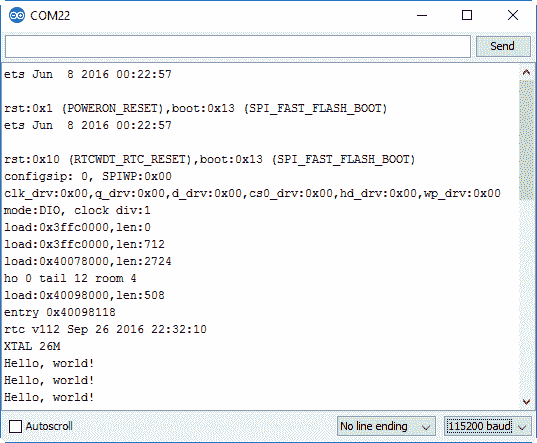 COM22
Send
ets Jun  8 2016 00:22:57
rst:0x1 (POWERON_RESET),boot:0x13 (SPI_FAST_FLASH_BOOT)
ets Jun  8 2016 00:22:57
rst:0x10 (RTCWDT_RTC_RESET),boot:0x13 (SPI_FAST_FLASH_BOOT)
configsip: 0, SPIWP:0x00
clk_drv:0x00,q_drv:0x00,d_drv:0x00,cs0_drv:0x00,hd_drv:0x00,wp_drv:0x00
mode:DIO, clock div:1
load:0x3ffc0000,len:0
load:0x3ffc0000,len:712
load:0x40078000,len:2724
ho 0 tail 12 room 4
load:0x40098000,len:508
entry 0x40098118
rtc v112 Sep 26 2016 22:32:10
XTAL 26M
Hello, world!
Hello, world!
Hello, world!
Autoscroll
No line ending
115200 baud